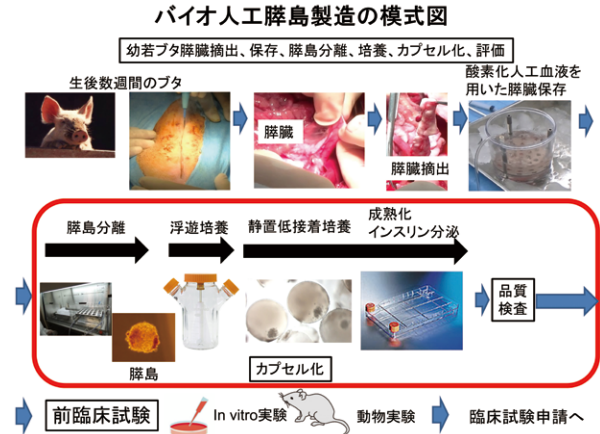 バイオ人工膵島製造の模式図
幼若ブタ膵臓摘出、保存、膵島分離、培養、カプセル化、評価
生後数週間のブタ
膵臓
膵臓摘出
酸素化人工血液を
用いた膵臓保存
膵島分離
浮遊培養
静置低接着培養
成熟化
インスリン分泌
膵島
カプセル化
品質
検査
前臨床試験
In vitro実験
動物実験
臨床試験申請へ